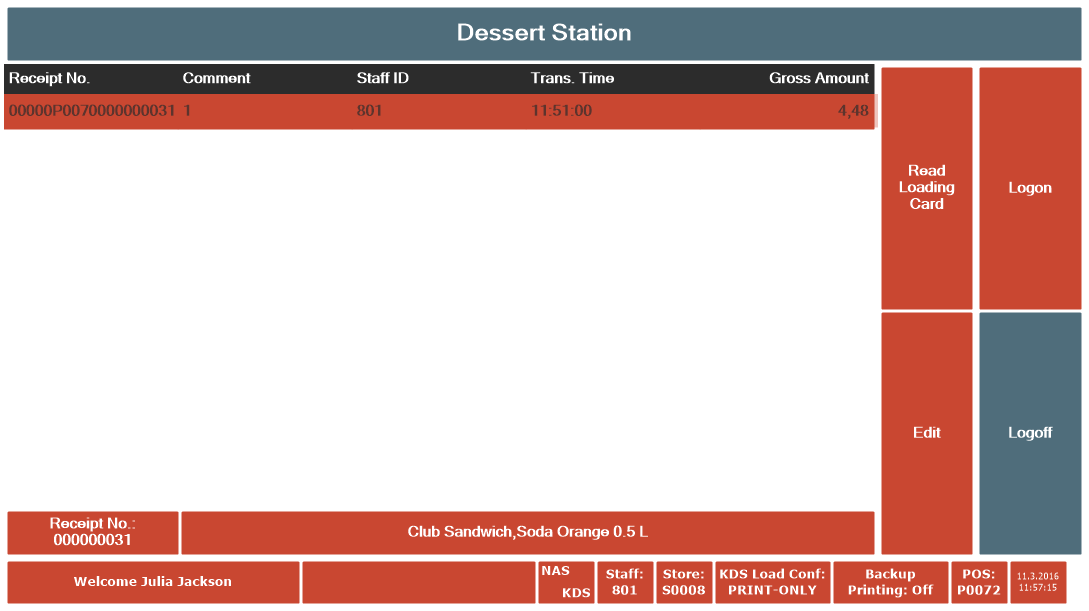 Dessert Station
Receipt No. Comment Staff ID Trans. Time Gross Amount
00000P0070000000031 1 801 11:51:00 4,48
Read
Loading
Card
Logon
Edit
Logoff
Receipt No.:
000000031
Club Sandwich,Soda Orange 0.5 L
Welcome Julia Jackson
NAS
KDS
Staff:
801
Store:
S0008
KDS Load Conf:
PRINT-ONLY
Backup
Printing: Off
POS:
P0072
11.3.2016
11:57:15